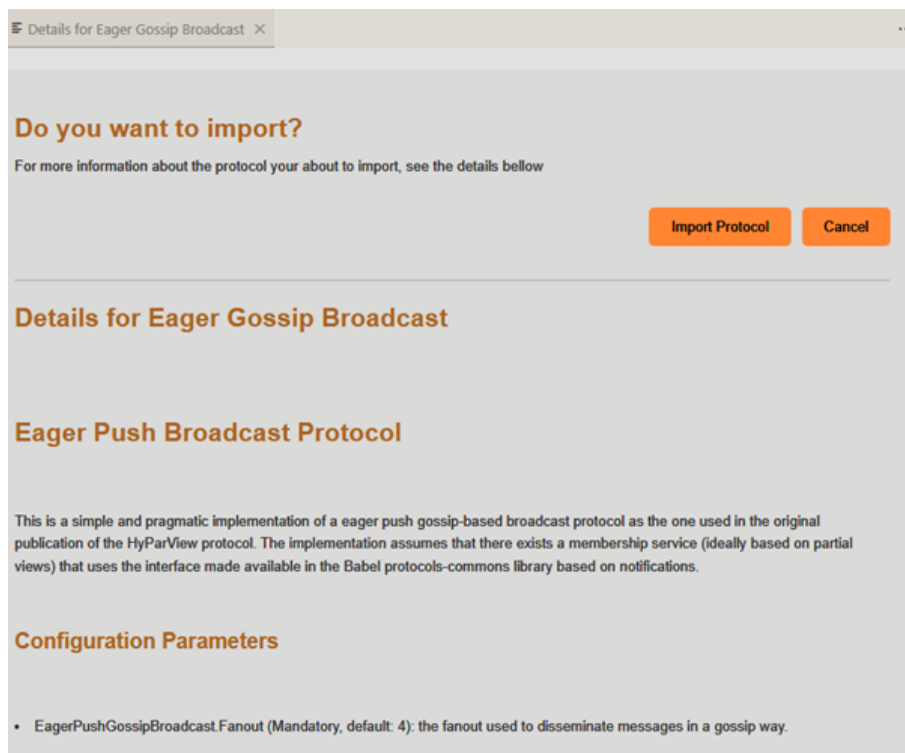 Details for Eager Gossip Broadcast
Do you want to import?
For more information about the protocol your about to import, see the details bellow
Import Protocol Cancel
Details for Eager Gossip Broadcast
Eager Push Broadcast Protocol
This is a simple and pragmatic implementation of a eager push gossip-based broadcast protocol as the one used in the original
publication of the HyParView protocol. The implementation assumes that there exists a membership service (ideally based on partial
views) that uses the interface made available in the Babel protocols-commons library based on notifications.
Configuration Parameters
• EagerPushGossipBroadcast.Fanout (Mandatory, default: 4): the fanout used to disseminate messages in a gossip way.